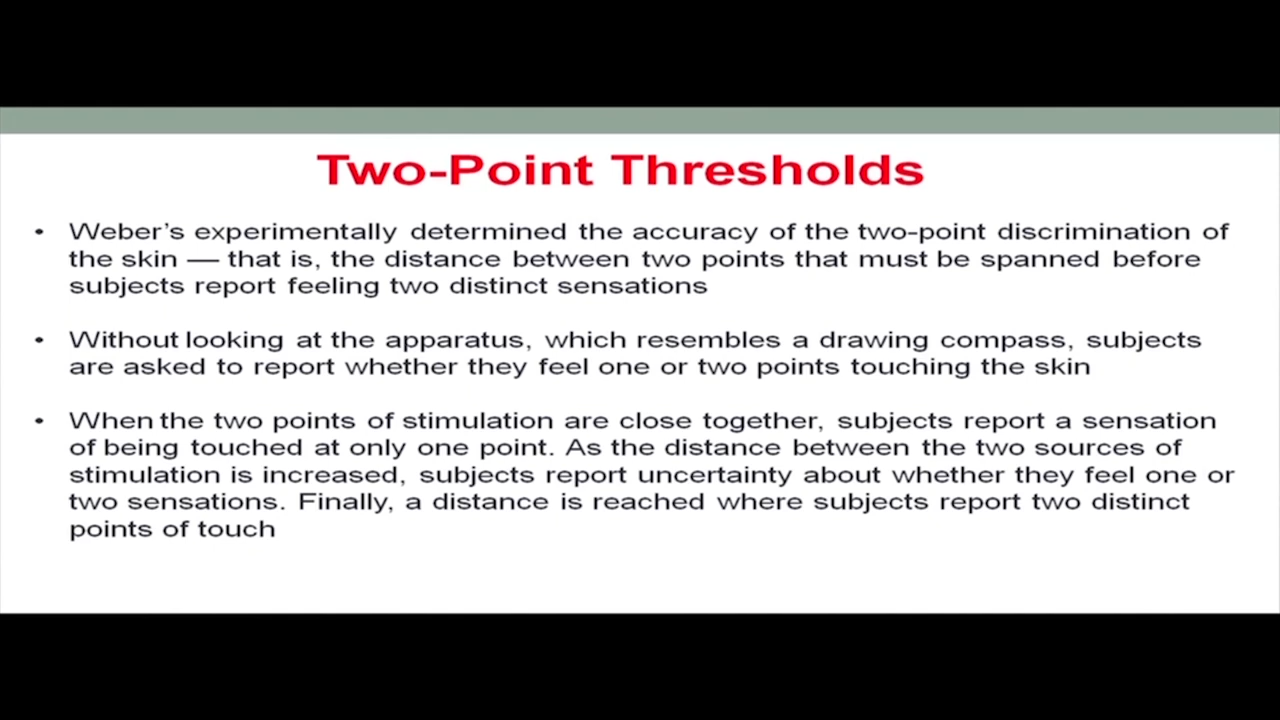 Two-Point Thresholds
• Weber's experimentally determined the accuracy of the two-point discrimination of
the skin — that is, the distance between two points that must be spanned before
subjects report feeling two distinct sensations
• Without looking at the apparatus, which resembles a drawing compass, subjects
are asked to report whether they feel one or two points touching the skin
• When the two points of stimulation are close together, subjects report a sensation
of being touched at only one point. As the distance between the two sources of
stimulation is increased, subjects report uncertainty about whether they feel one or
two sensations. Finally, a distance is reached where subjects report two distinct
points of touch